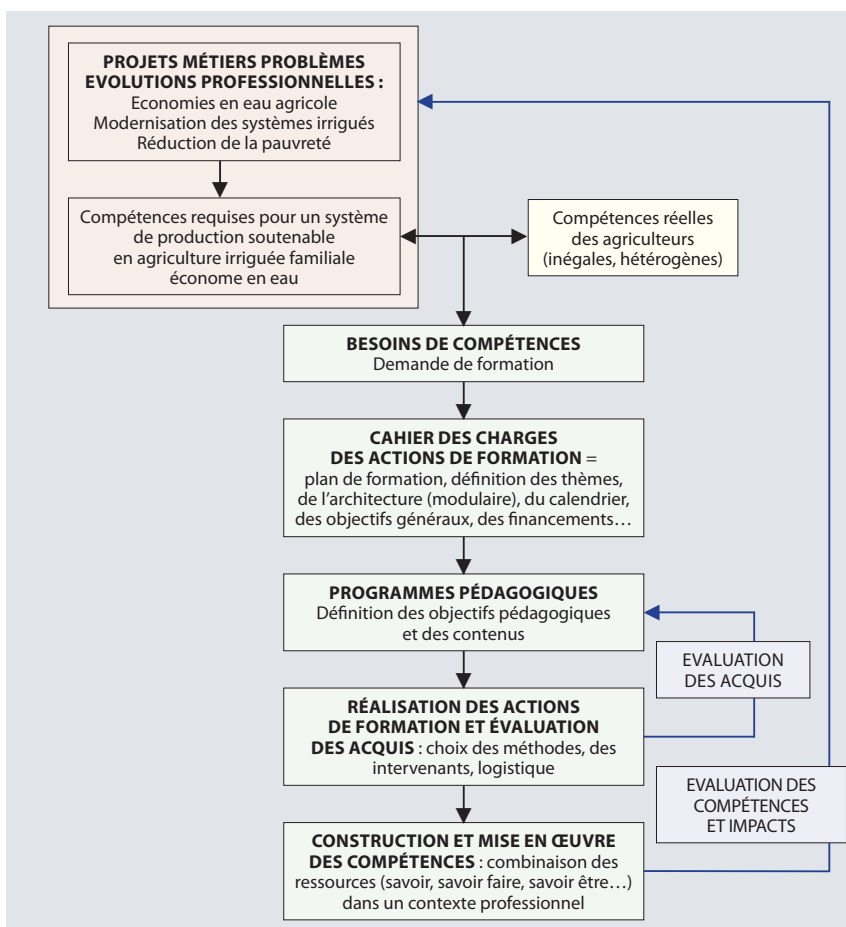 PROJETS MÉTIERS PROBLÈMES
EVOLUTIONS PROFESSIONNELLES :
Economies en eau agricole
Modernisation des systèmes irrigués
Réduction de la pauvreté
Compétences requises pour un système
de production soutenable
en agriculture irriguée familiale
économe en eau
Compétences réelles
des agriculteurs
(inégales, hétérogènes)
BESOINS DE COMPÉTENCES
Demande de formation
CAHIER DES CHARGES
DES ACTIONS DE FORMATION =
plan de formation, définition des thèmes,
de l’architecture (modulaire), du calendrier,
des objectifs généraux, des financements…
PROGRAMMES PÉDAGOGIQUES
Définition des objectifs pédagogiques
et des contenus
EVALUATION
DES ACQUIS
RÉALISATION DES ACTIONS
DE FORMATION ET ÉVALUATION
DES ACQUIS : choix des méthodes, des
intervenants, logistique
EVALUATION DES
COMPÉTENCES
ET IMPACTS
CONSTRUCTION ET MISE EN ŒUVRE
DES COMPÉTENCES : combinaison des
ressources (savoir, savoir faire, savoir être…)
dans un contexte professionnel